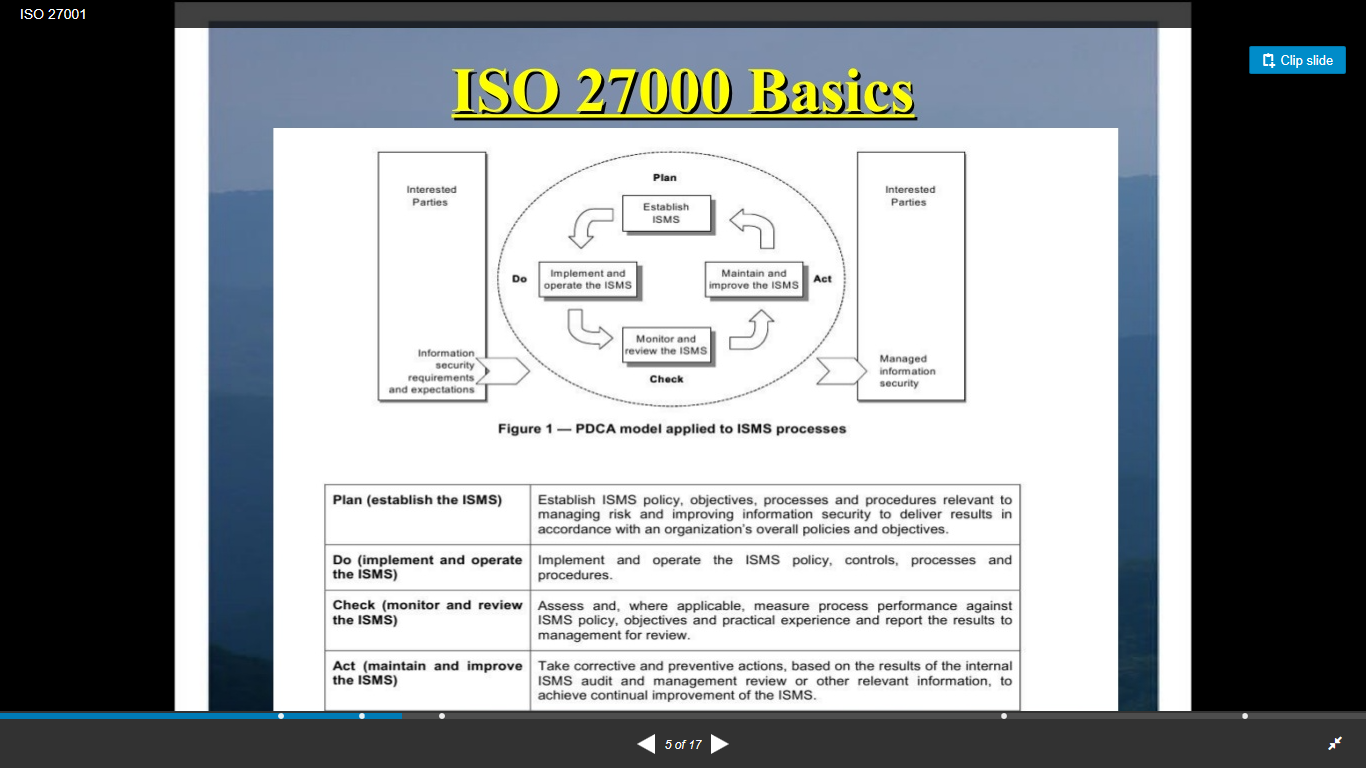 ISO 27001
Clip slide
ISO 27000 Basics
Interested
Parties
Information
security
requirements
and expectations
Plan
Establish
ISMS
Do
Implement and
operate the ISMS
Maintain and
improve the ISMS
Act
Monitor and
review the ISMS
Check
Interested
Parties
Managed
information
security
Figure 1 — PDCA model applied to ISMS processes
Plan (establish the ISMS)
Establish ISMS policy, objectives, processes and procedures relevant to
managing risk and improving information security to deliver results in
accordance with an organization's overall policies and objectives.
Do (implement and operate
the ISMS)
Implement and operate the ISMS policy, controls, processes and
procedures.
Check (monitor and review
the ISMS)
Assess and, where applicable, measure process performance against
ISMS policy, objectives and practical experience and report the results to
management for review.
Act (maintain and improve
the ISMS)
Take corrective and preventive actions, based on the results of the internal
ISMS audit and management review or other relevant information, to
achieve continual improvement of the ISMS.
5 of 17